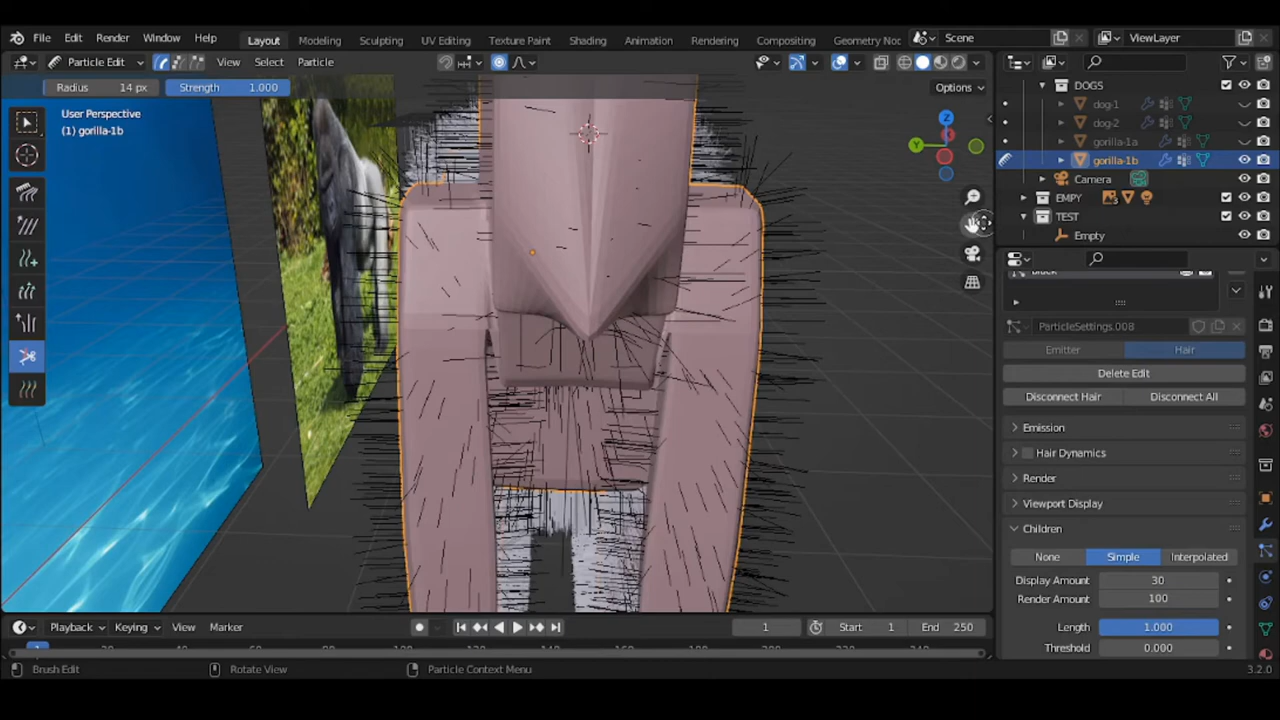 File Edit Render Window Help Layout Modeling Sculpting UV Editing Texture Paint Shading Animation Rendering Compositing Geometry Noc Scene ViewLayer
Particle Edit View Select Particle
Radius 14 px Strength 1.000 Options
User Perspective
(1) gorilla-1b
Z
Y
DOGS
dog-1
dog-2
gorilla-1a
gorilla-1b
Camera
EMPY
TEST
Empty
ParticleSettings.008
Emitter Hair
Delete Edit
Disconnect Hair Disconnect All
Emission
Hair Dynamics
Render
Viewport Display
Children
None Simple Interpolated
Display Amount 30
Render Amount 100
Length 1.000
Threshold 0.000
Playback Keying View Marker 1 Start 1 End 250
Brush Edit Rotate View Particle Context Menu 3.2.0